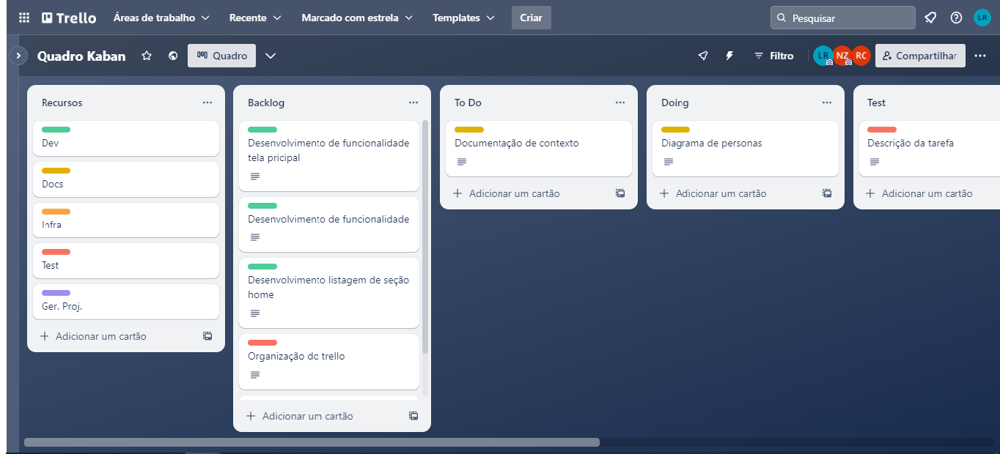 Trello Áreas de trabalho Recente Marcado com estrela Templates Criar Pesquisar LR
Quadro Kaban Quadro Filtro LR NZ RC Compartilhar
Recursos
Dev
Docs
Infra
Test
Ger. Proj.
Adicionar um cartão
Backlog
Desenvolvimento de funcionalidade
tela pricipal
Desenvolvimento de funcionalidade
Desenvolvimento listagem de seção
home
Organização do trello
Adicionar um cartão
To Do
Documentação de contexto
Adicionar um cartão
Doing
Diagrama de personas
Adicionar um cartão
Test
Descrição da tarefa
Adicionar um cartão